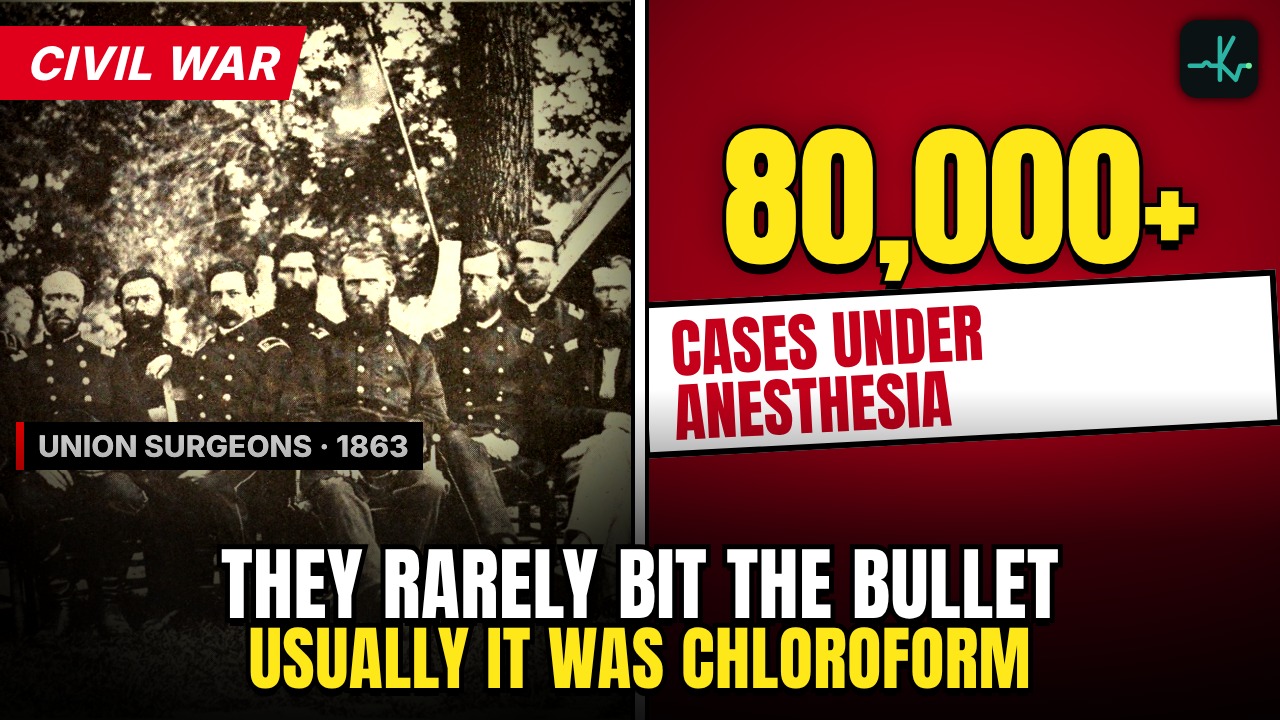 CIVIL WAR
80,000+
CASES UNDER
ANESTHESIA
UNION SURGEONS · 1863
THEY RARELY BIT THE BULLET
USUALLY IT WAS CHLOROFORM